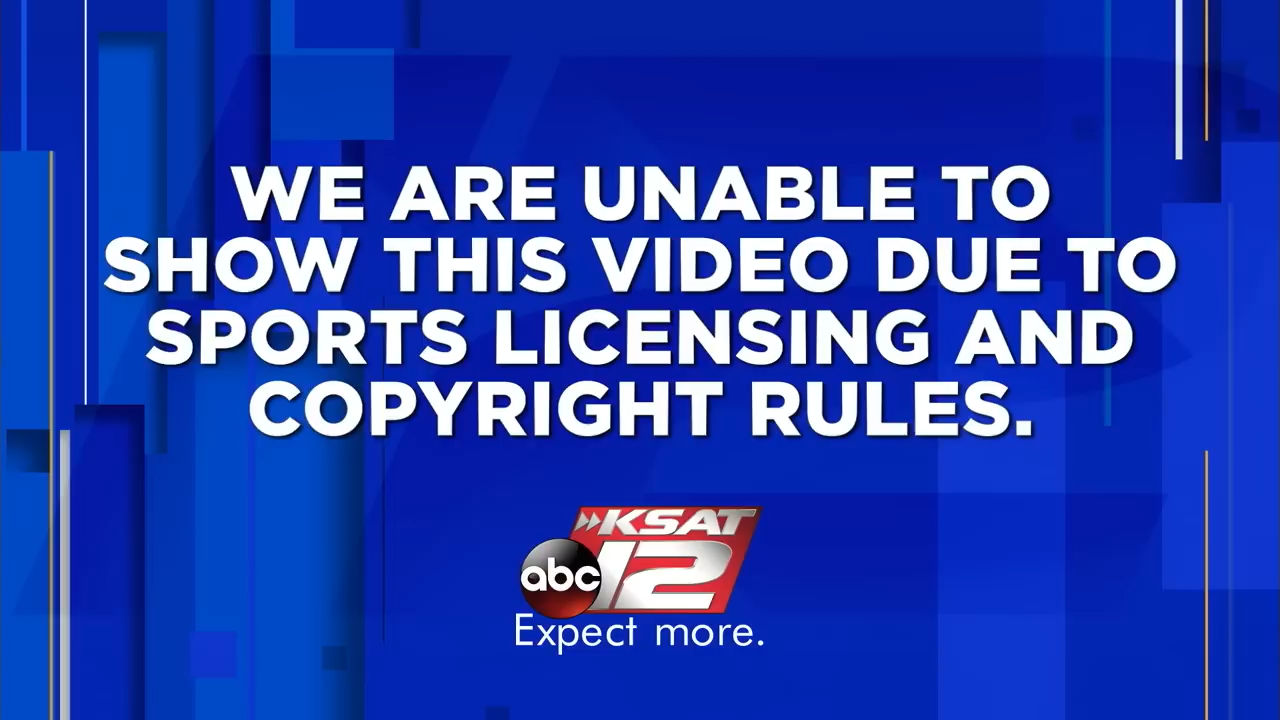 WE ARE UNABLE TO
SHOW THIS VIDEO DUE TO
SPORTS LICENSING AND
COPYRIGHT RULES.
KSAT
abc 12
Expect more.